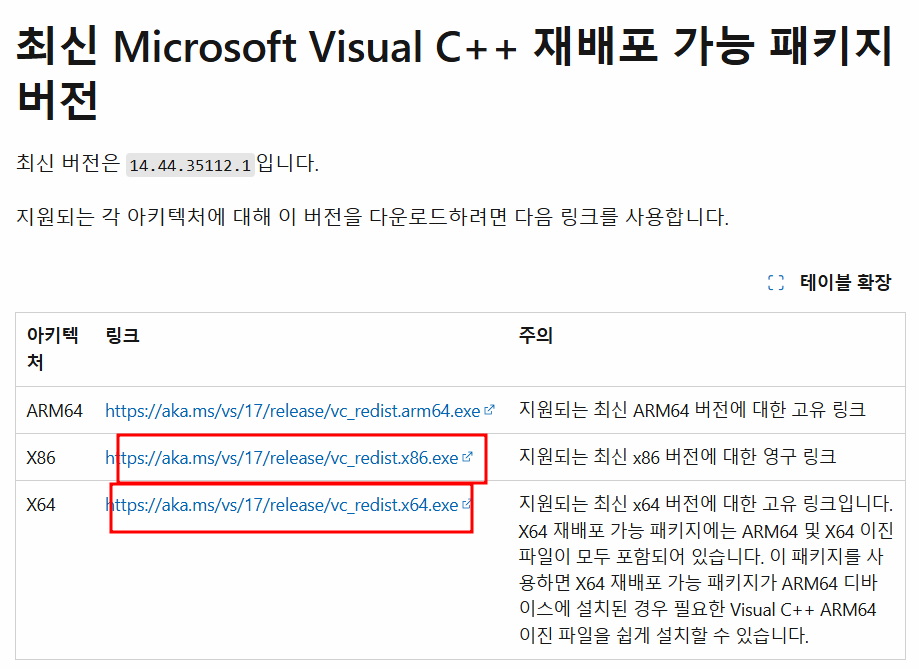 최신 Microsoft Visual C++ 재배포 가능 패키지
버전
최신 버전은 14.44.35112.1입니다.
지원되는 각 아키텍처에 대해 이 버전을 다운로드하려면 다음 링크를 사용합니다.
테이블 확장
아키텍
처
링크
주의
ARM64
https://aka.ms/vs/17/release/vc_redist.arm64.exe
지원되는 최신 ARM64 버전에 대한 고유 링크
X86
https://aka.ms/vs/17/release/vc_redist.x86.exe
지원되는 최신 x86 버전에 대한 영구 링크
X64
https://aka.ms/vs/17/release/vc_redist.x64.exe
지원되는 최신 x64 버전에 대한 고유 링크입니다.
X64 재배포 가능 패키지에는 ARM64 및 X64 이진
파일이 모두 포함되어 있습니다. 이 패키지를 사
용하면 X64 재배포 가능 패키지가 ARM64 디바
이스에 설치된 경우 필요한 Visual C++ ARM64
이진 파일을 쉽게 설치할 수 있습니다.